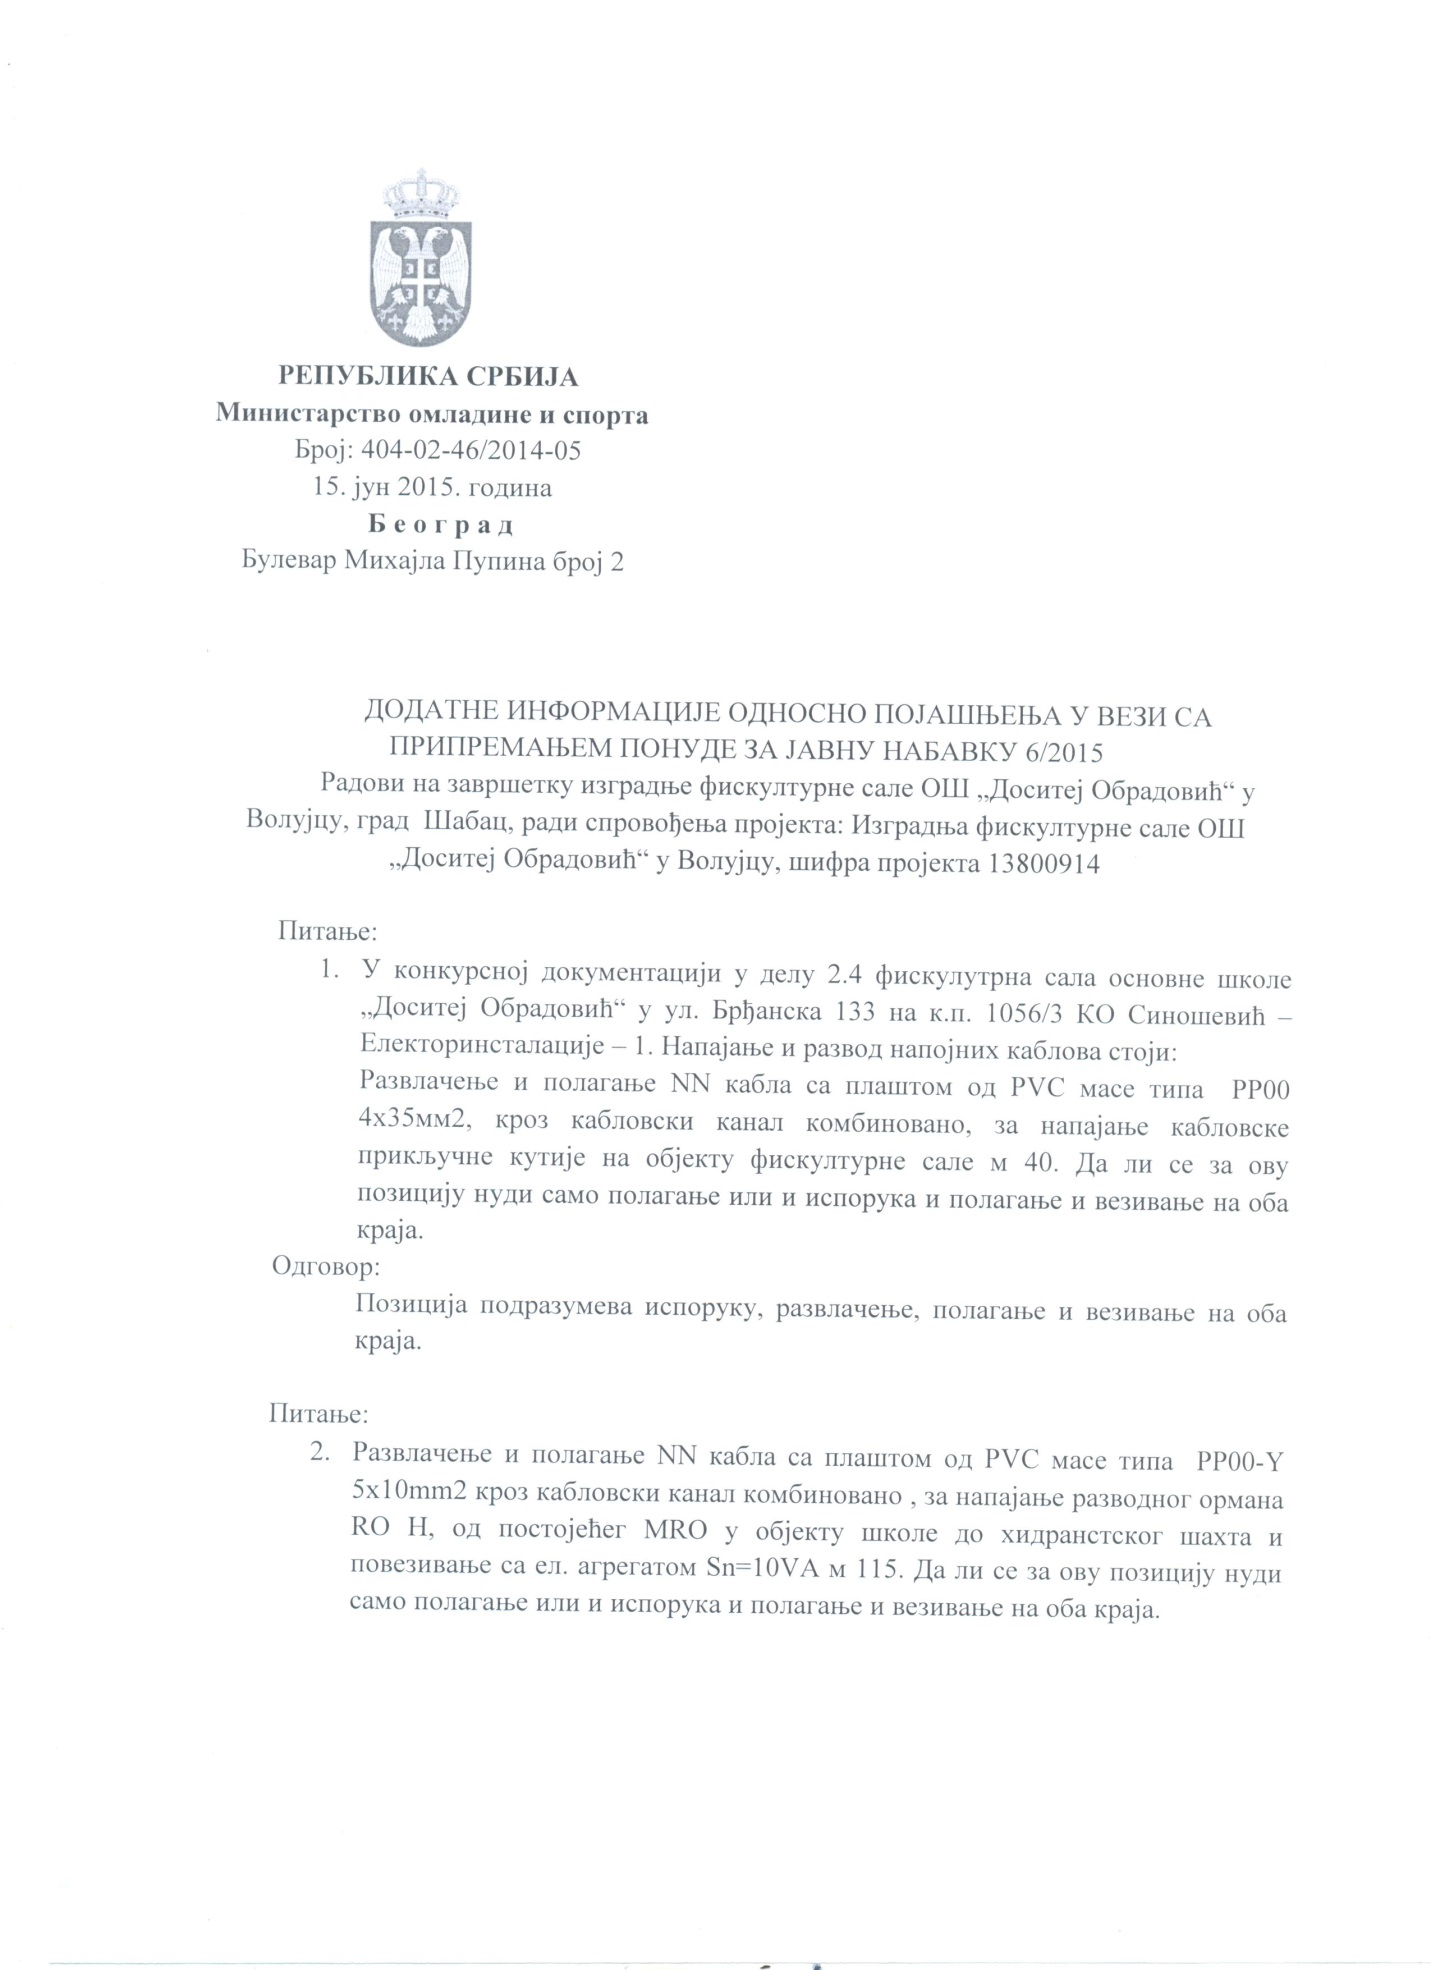 РЕПУБЛИКА СРБИЈА
Министарство омладине и спорта
Број: 404-02-46/2014-05
15. јун 2015. година
Б е о г р а д
Булевар Михајла Пупина број 2
ДОДАТНЕ ИНФОРМАЦИЈЕ ОДНОСНО ПОЈАШЊЕЊА У ВЕЗИ СА
ПРИПРЕМАЊЕМ ПОНУДЕ ЗА ЈАВНУ НАБАВКУ 6/2015
Радови на завршетку изградње фискултурне сале ОШ „Доситеј Обрадовић“ у
Волујцу, град Шабац, ради спровођења пројекта: Изградња фискултурне сале ОШ
„Доситеј Обрадовић“ у Волујцу, шифра пројекта 13800914
Питање:
1. У конкурсној документацији у делу 2.4 фискулутрна сала основне школе
„Доситеј Обрадовић“ у ул. Брђанска 133 на к.п. 1056/3 КО Синошевић –
Електоринсталације – 1. Напајање и развод напојних каблова стоји:
Развлачење и полагање NN кабла са плаштом од PVC масе типа PP00
4x35мм2, кроз кабловски канал комбиновано, за напајање кабловске
прикључне кутије на објекту фискултурне сале м 40. Да ли се за ову
позицију нуди само полагање или и испорука и полагање и везивање на оба
краја.
Одговор:
Позиција подразумева испоруку, развлачење, полагање и везивање на оба
краја.
Питање:
2. Развлачење и полагање NN кабла са плаштом од PVC масе типа PP00-Y
5x10mm2 кроз кабловски канал комбиновано , за напајање разводног ормана
RO H, од постојећег MRO у објекту школе до хидранстског шахта и
повезивање са ел. агрегатом Sn=10VA м 115. Да ли се за ову позицију нуди
само полагање или и испорука и полагање и везивање на оба краја.